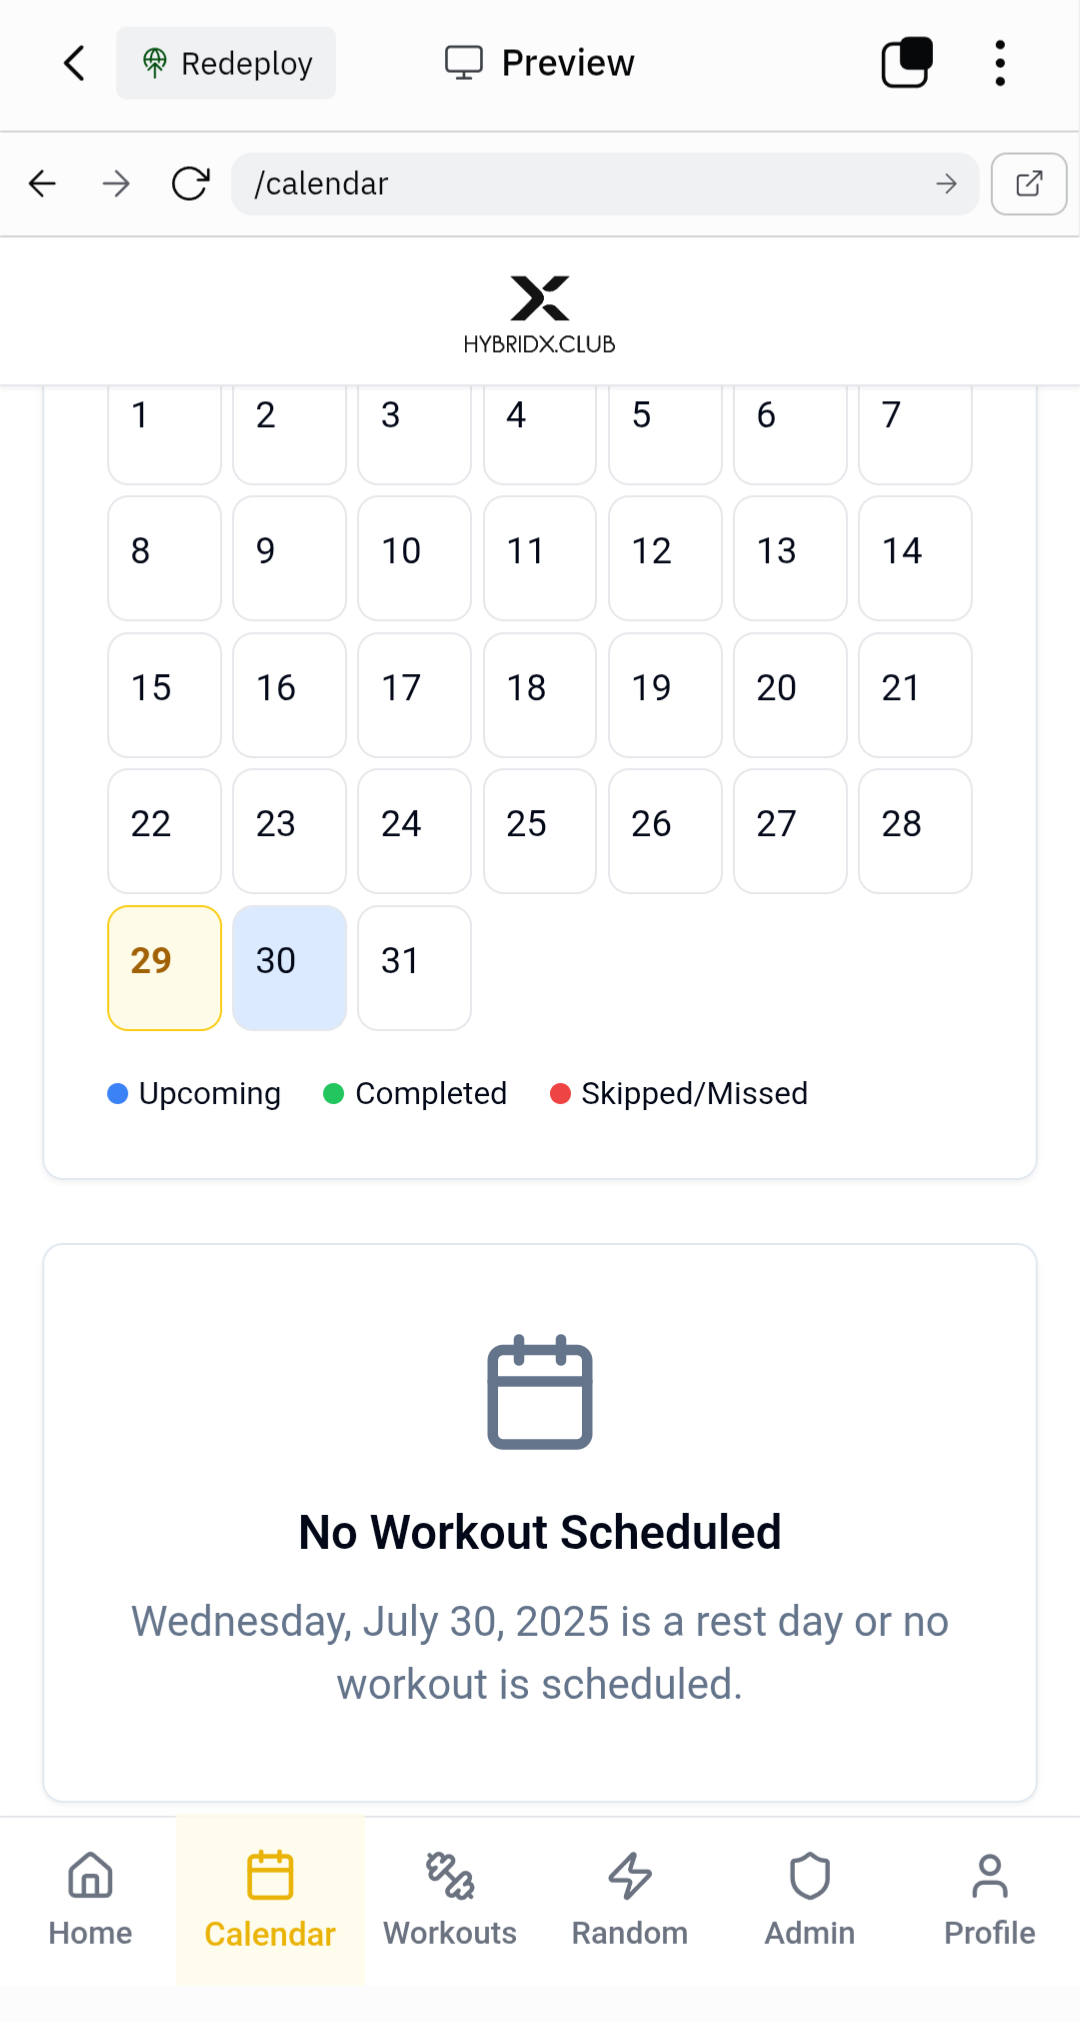 Redeploy
Preview
/calendar
HYBRIDX.CLUB
1 2 3 4 5 6 7
8 9 10 11 12 13 14
15 16 17 18 19 20 21
22 23 24 25 26 27 28
29 30 31
Upcoming Completed Skipped/Missed
No Workout Scheduled
Wednesday, July 30, 2025 is a rest day or no
workout is scheduled.
Home Calendar Workouts Random Admin Profile